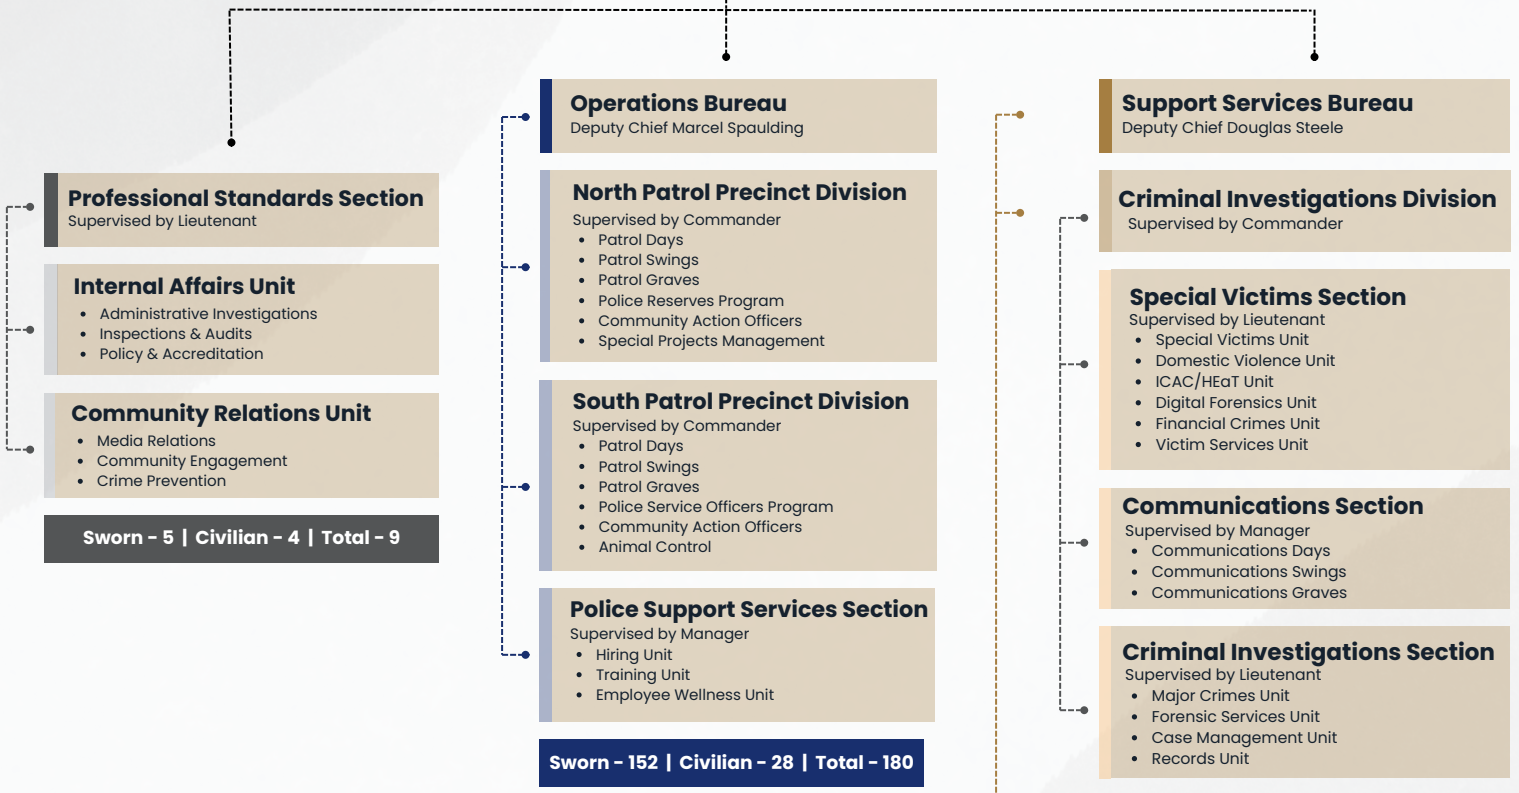 Professional Standards Section
Supervised by Lieutenant
Internal Affairs Unit
• Administrative Investigations
• Inspections & Audits
• Policy & Accreditation
Community Relations Unit
• Media Relations
• Community Engagement
• Crime Prevention
Sworn - 5 | Civilian - 4 | Total - 9
Operations Bureau
Deputy Chief Marcel Spaulding
North Patrol Precinct Division
Supervised by Commander
• Patrol Days
• Patrol Swings
• Patrol Graves
• Police Reserves Program
• Community Action Officers
• Special Projects Management
South Patrol Precinct Division
Supervised by Commander
• Patrol Days
• Patrol Swings
• Patrol Graves
• Police Service Officers Program
• Community Action Officers
• Animal Control
Police Support Services Section
Supervised by Manager
• Hiring Unit
• Training Unit
• Employee Wellness Unit
Sworn - 152 | Civilian - 28 | Total - 180
Support Services Bureau
Deputy Chief Douglas Steele
Criminal Investigations Division
Supervised by Commander
Special Victims Section
Supervised by Lieutenant
• Special Victims Unit
• Domestic Violence Unit
• ICAC/HEaT Unit
• Digital Forensics Unit
• Financial Crimes Unit
• Victim Services Unit
Communications Section
Supervised by Manager
• Communications Days
• Communications Swings
• Communications Graves
Criminal Investigations Section
Supervised by Lieutenant
• Major Crimes Unit
• Forensic Services Unit
• Case Management Unit
• Records Unit